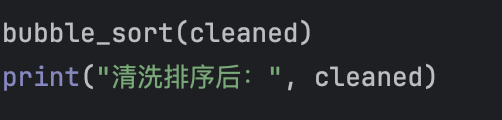 bubble_sort(cleaned)
print("清洗排序后：", cleaned)